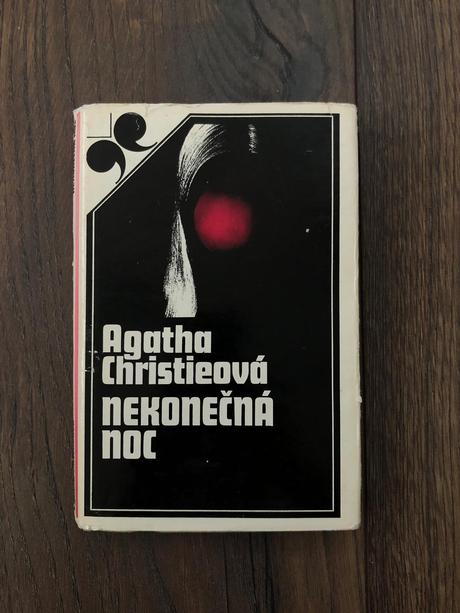 Agatha
Christieová
NEKONEČNÁ
NOC